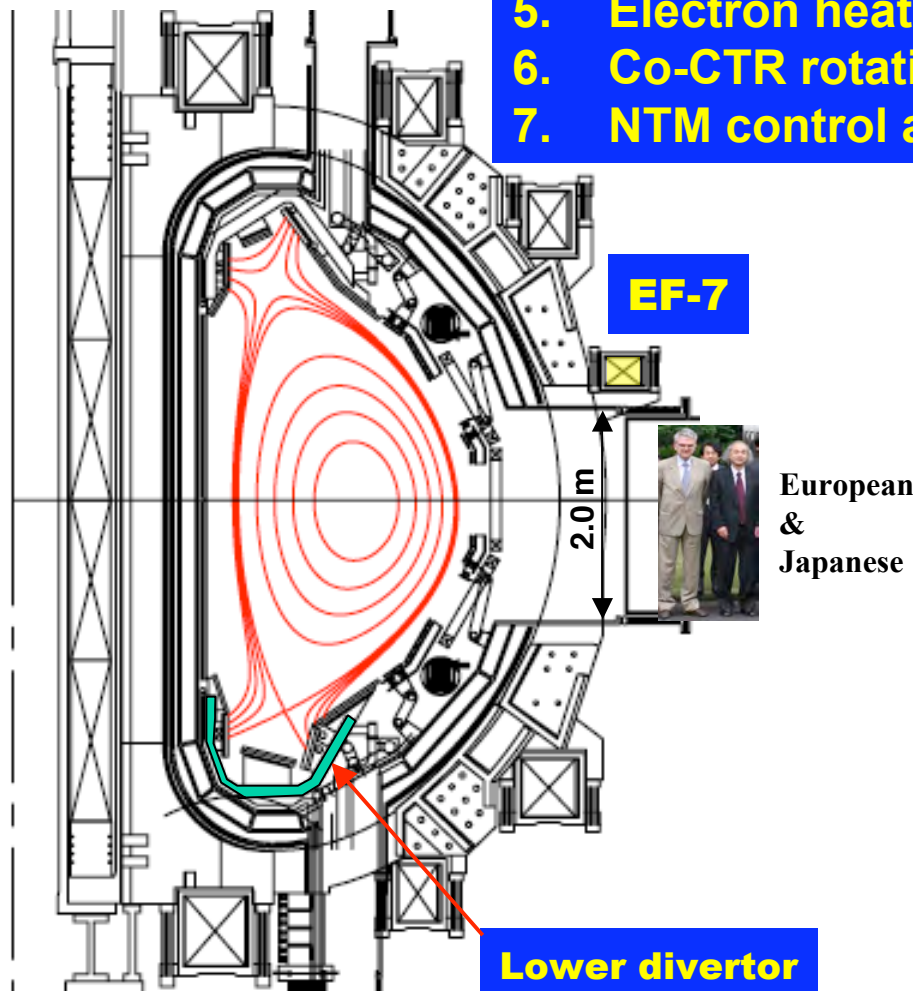 5. Electron heat
6. Co-CTR rotati
7. NTM control a
EF-7
2.0 m
European
&
Japanese
Lower divertor